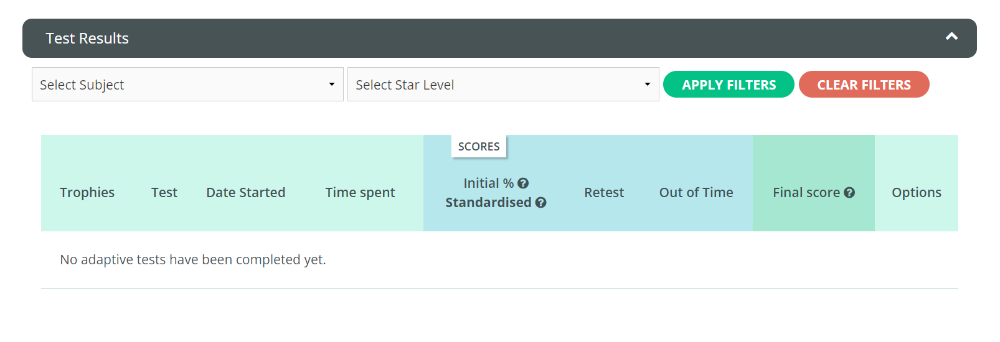 Test Results
Select Subject
Select Star Level
APPLY FILTERS
CLEAR FILTERS
SCORES
Trophies
Test
Date Started
Time spent
Initial %
Standardised
Retest
Out of Time
Final score
Options
No adaptive tests have been completed yet.